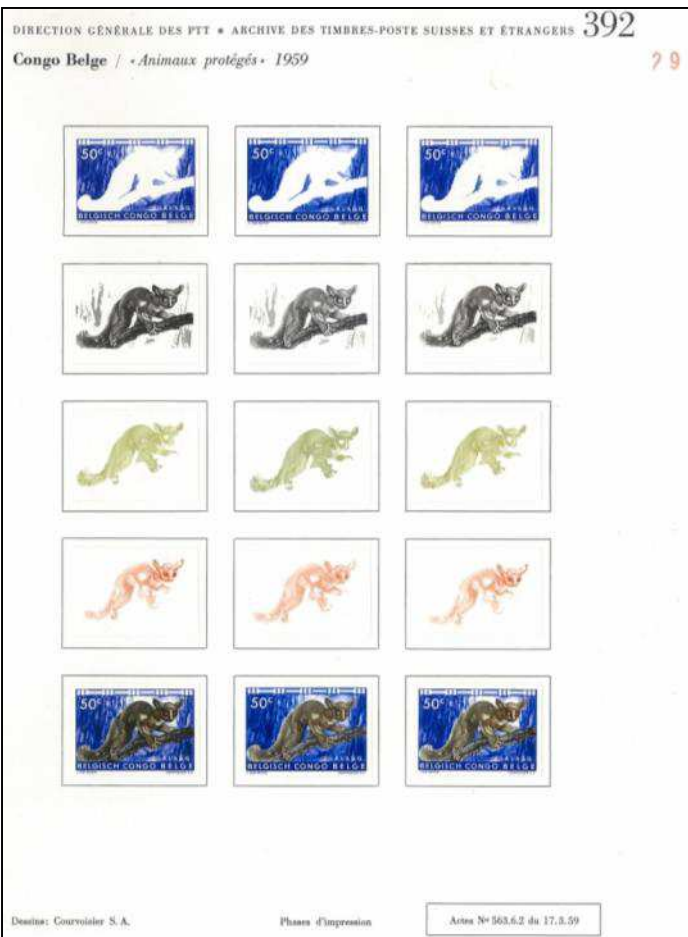 DIRECTION GÉNÉRALE DES PTT • ARCHIVE DES TIMBRES-POSTE SUISSES ET ÉTRANGERS 392
Congo Belge / «Animaux protégés» 1959
29
50c 50c 50c
BELGISCH CONGO BELGE BELGISCH CONGO BELGE BELGISCH CONGO BELGE
50c 50c 50c
BELGISCH CONGO BELGE BELGISCH CONGO BELGE BELGISCH CONGO BELGE
Dessins: Courvoisier S. A. Phases d'impression Actes Nº 563.6.2 du 17.3.59